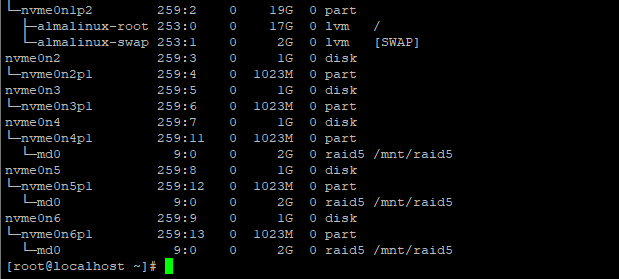 └─nvme0n1p2 259:2 0 19G 0 part
├─almalinux-root 253:0 0 17G 0 lvm /
└─almalinux-swap 253:1 0 2G 0 lvm [SWAP]
nvme0n2 259:3 0 1G 0 disk
└─nvme0n2p1 259:4 0 1023M 0 part
nvme0n3 259:5 0 1G 0 disk
└─nvme0n3p1 259:6 0 1023M 0 part
nvme0n4 259:7 0 1G 0 disk
└─nvme0n4p1 259:11 0 1023M 0 part
└─md0 9:0 0 2G 0 raid5 /mnt/raid5
nvme0n5 259:8 0 1G 0 disk
└─nvme0n5p1 259:12 0 1023M 0 part
└─md0 9:0 0 2G 0 raid5 /mnt/raid5
nvme0n6 259:9 0 1G 0 disk
└─nvme0n6p1 259:13 0 1023M 0 part
└─md0 9:0 0 2G 0 raid5 /mnt/raid5
[root@localhost ~]#